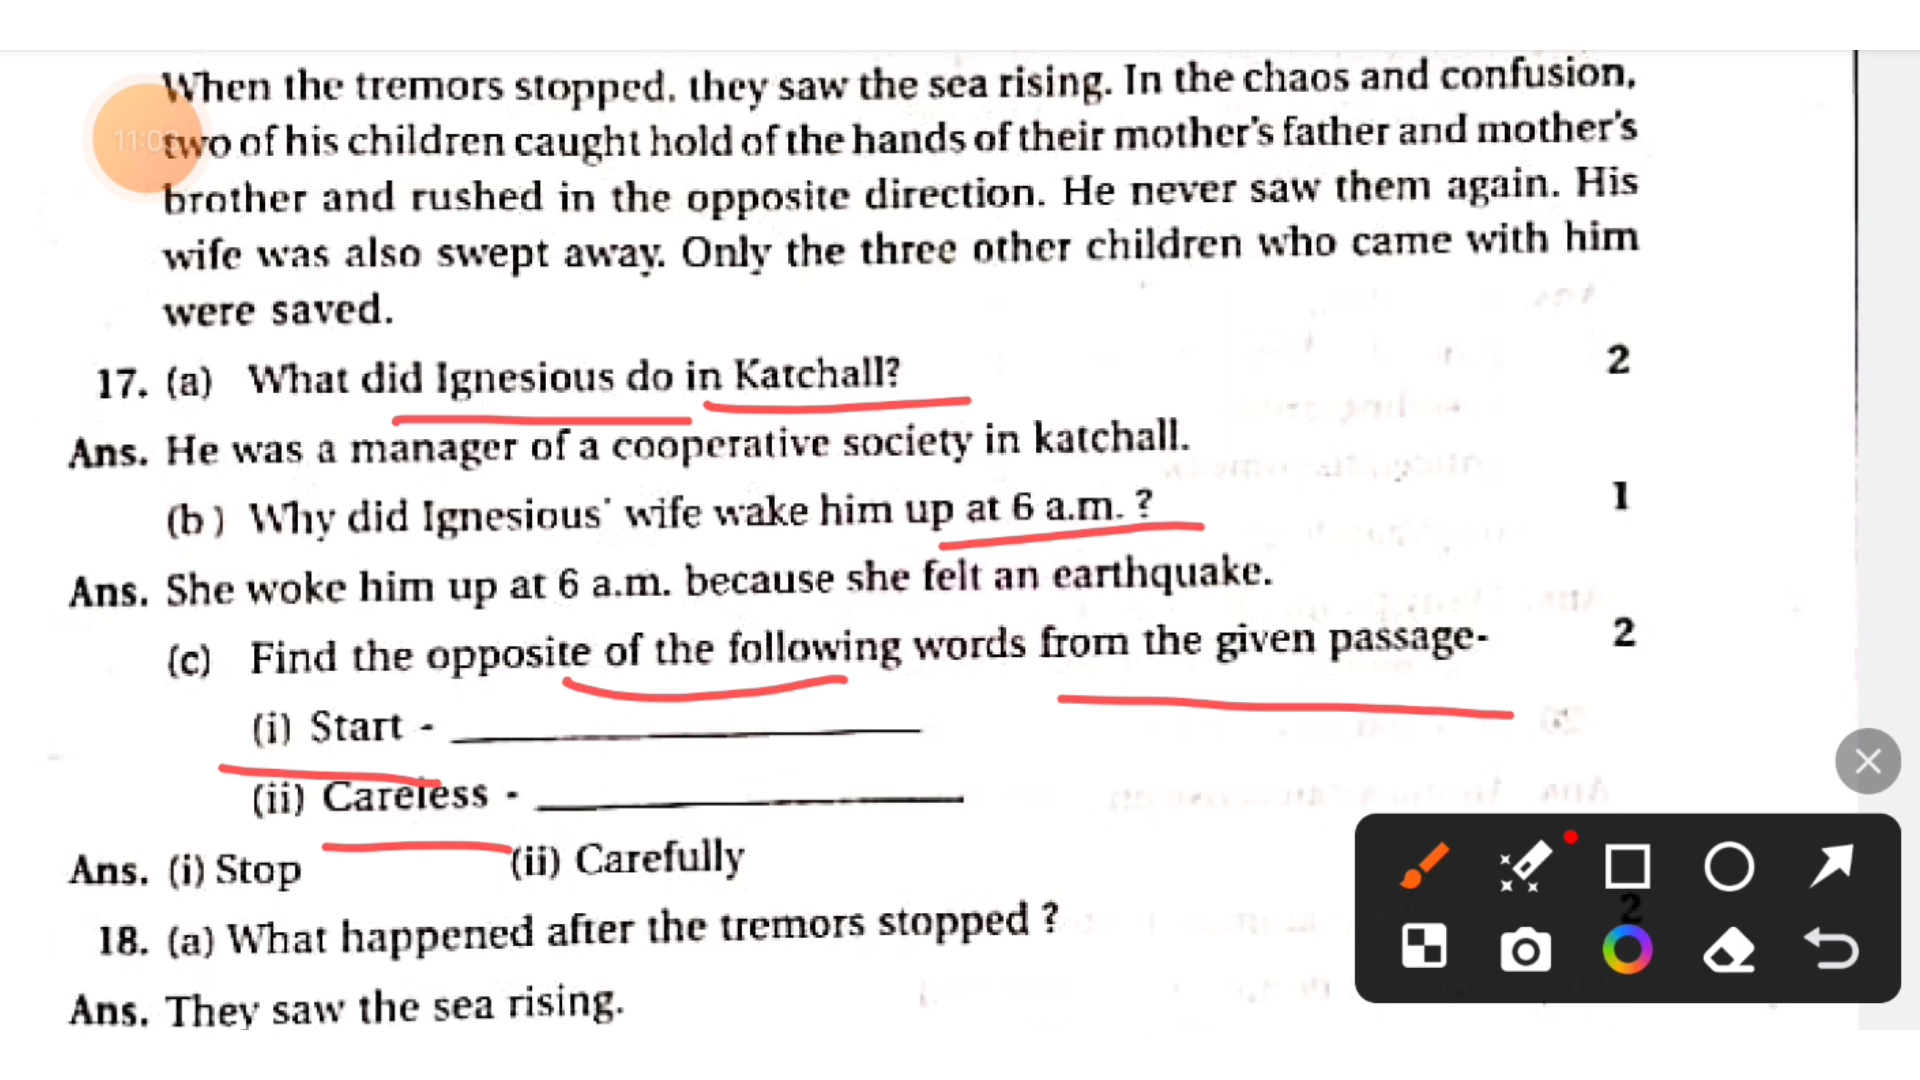 When the tremors stopped, they saw the sea rising. In the chaos and confusion,
two of his children caught hold of the hands of their mother's father and mother's
brother and rushed in the opposite direction. He never saw them again. His
wife was also swept away. Only the three other children who came with him
were saved.
17. (a) What did Ignesious do in Katchall? 2
Ans. He was a manager of a cooperative society in katchall.
(b) Why did Ignesious' wife wake him up at 6 a.m. ? 1
Ans. She woke him up at 6 a.m. because she felt an earthquake.
(c) Find the opposite of the following words from the given passage- 2
(i) Start -
(ii) Careless -
Ans. (i) Stop (ii) Carefully
18. (a) What happened after the tremors stopped ? 2
Ans. They saw the sea rising.